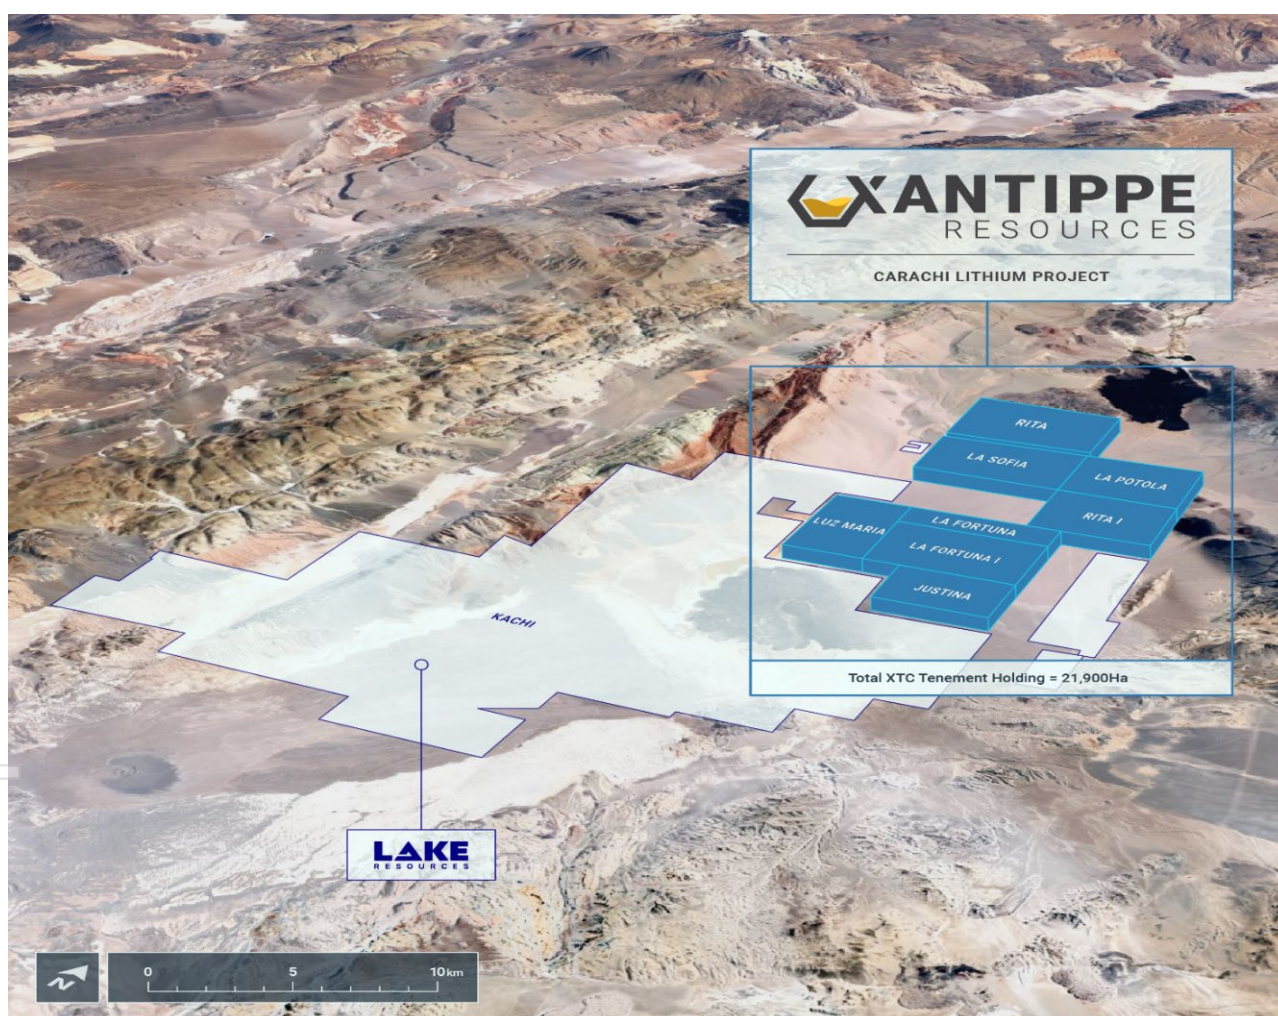 XANTIPPE
RESOURCES
CARACHI LITHIUM PROJECT
RITA
LA SOFIA
LA POTOLA
RITA I
LUZ MARIA
LA FORTUNA
LA FORTUNA I
JUSTINA
KACHI
Total XTC Tenement Holding = 21,900Ha
LAKE
RESOURCES
N
0 5 10km